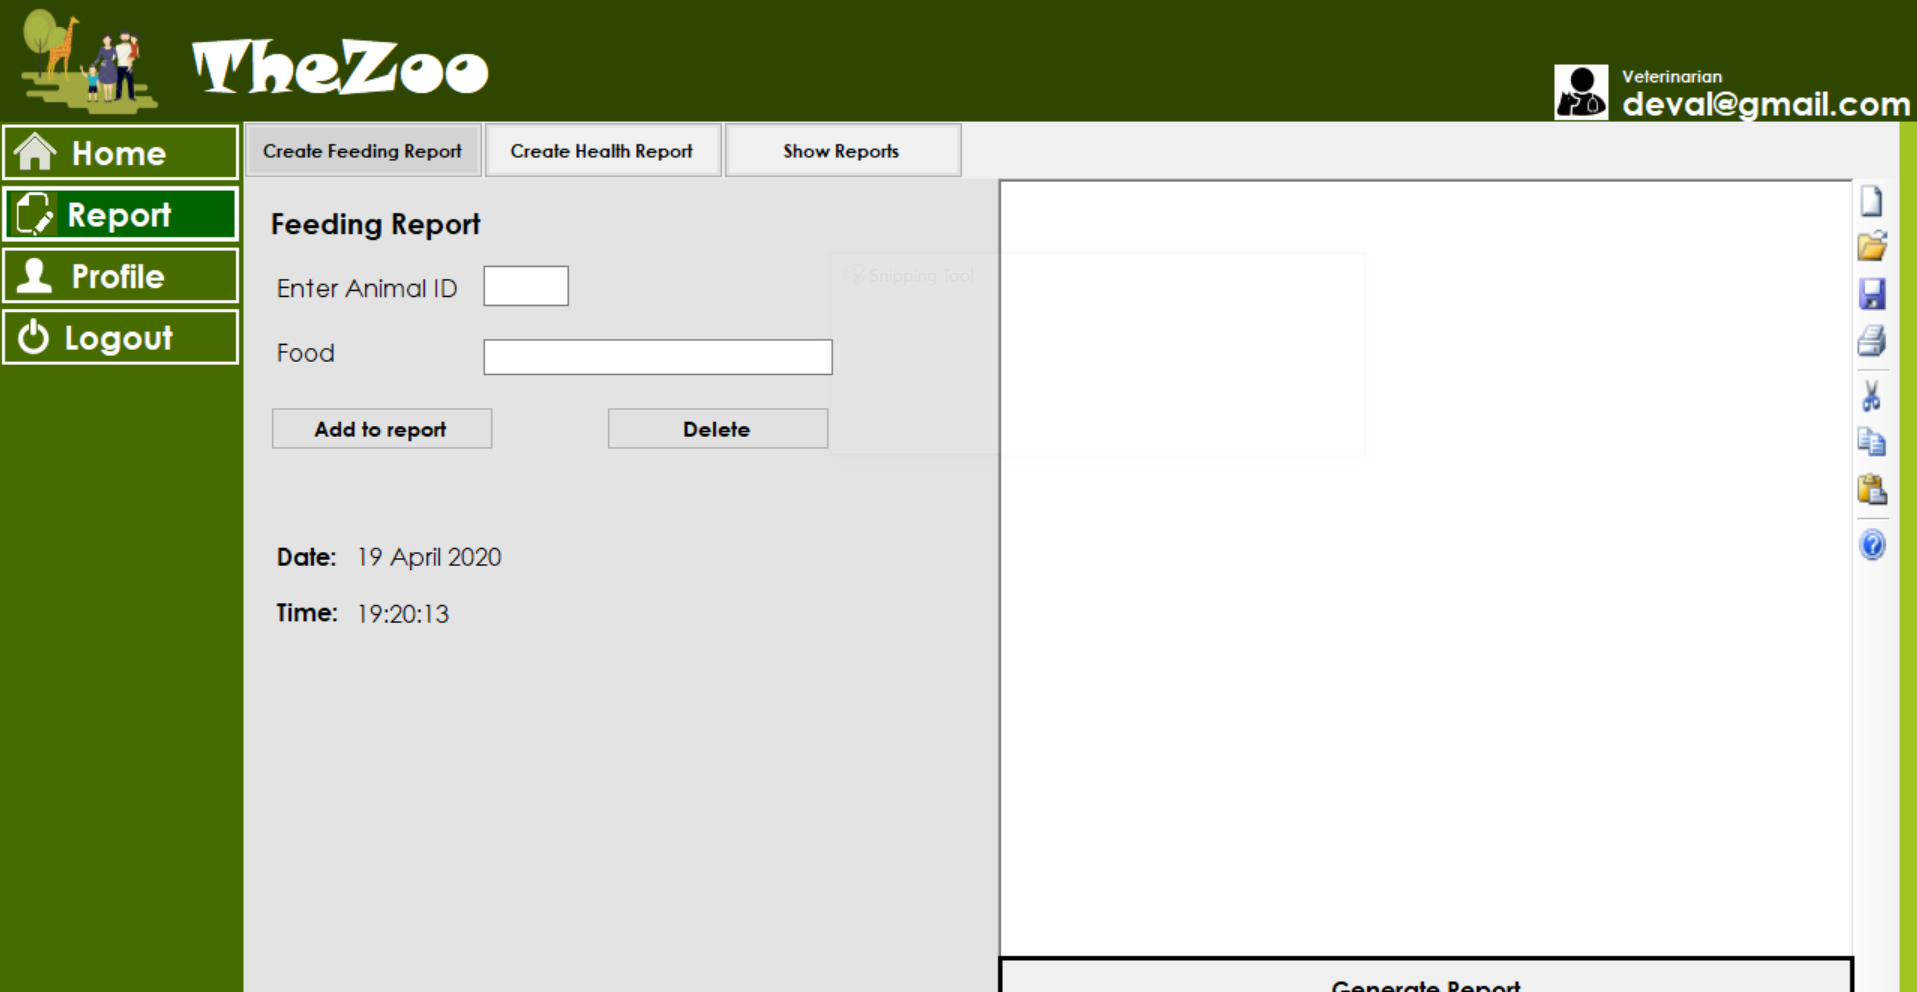 TheZoo
Veterinarian
deval@gmail.com
Home
Report
Profile
Logout
Create Feeding Report
Create Health Report
Show Reports
Feeding Report
Enter Animal ID
Food
Add to report
Delete
Date: 19 April 2020
Time: 19:20:13
Snipping Tool
Generate Report